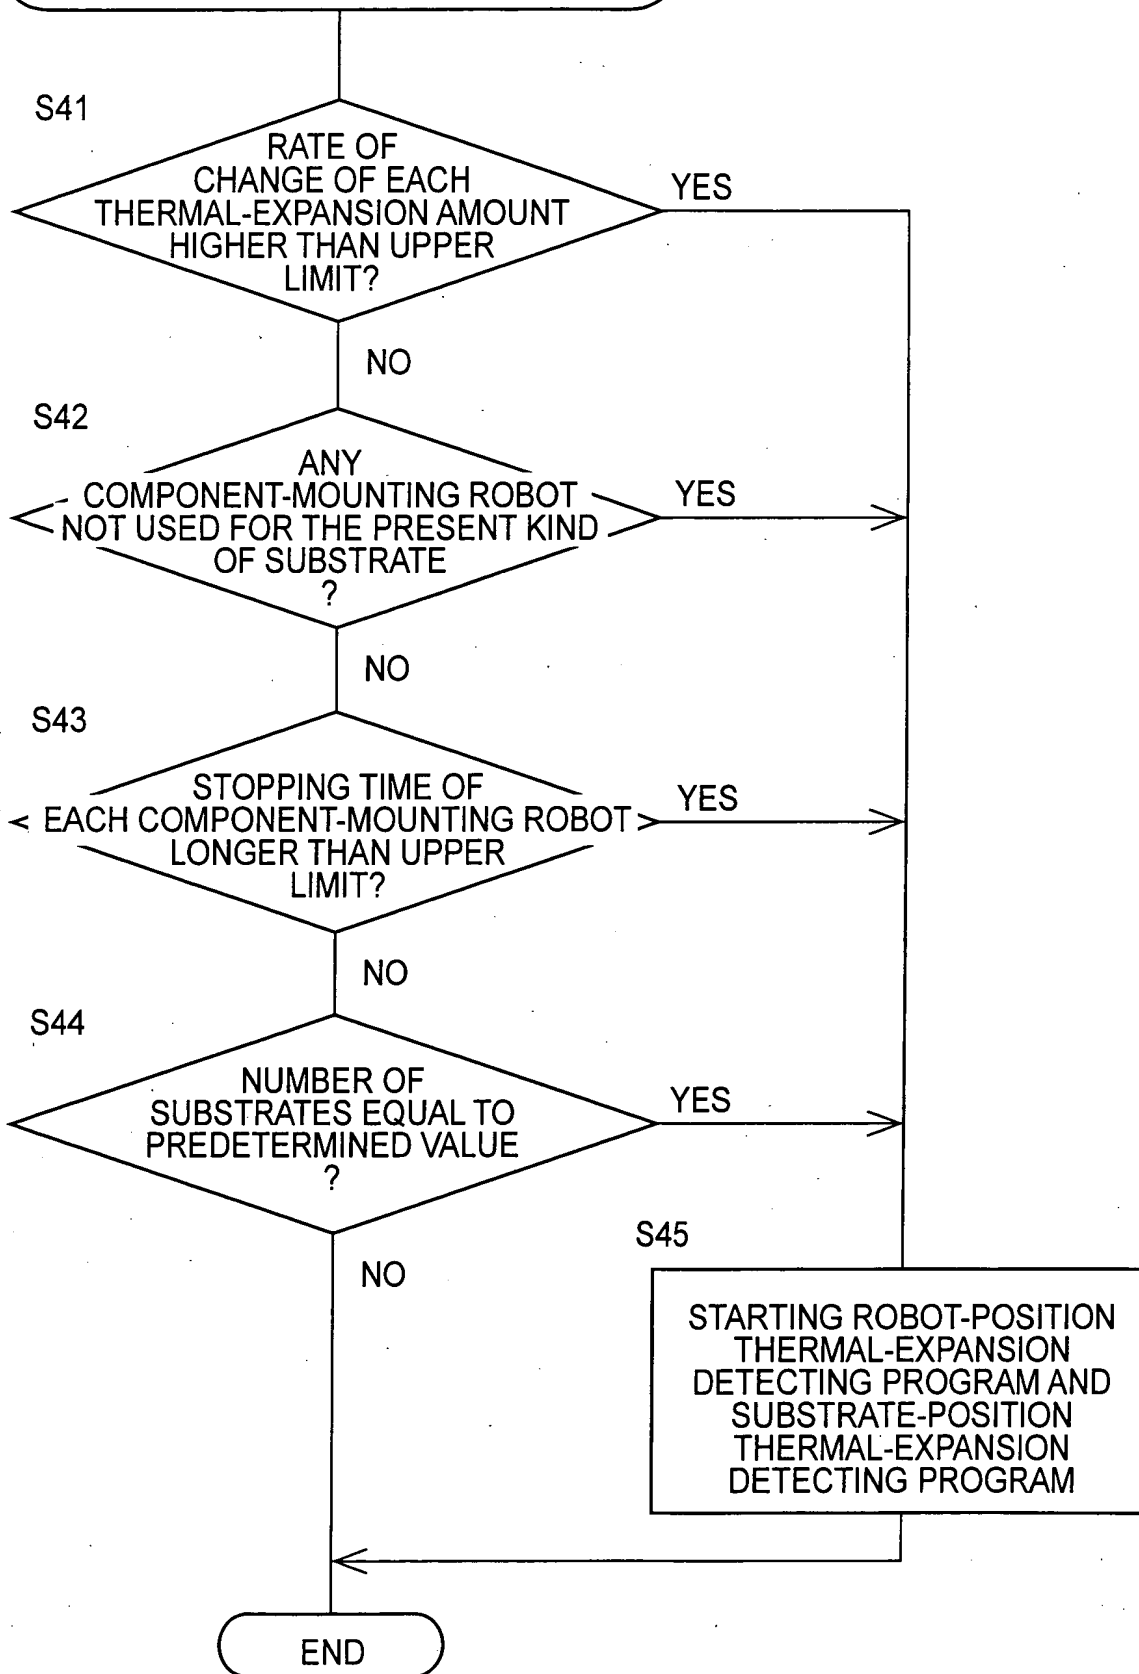 S41
RATE OF
CHANGE OF EACH
THERMAL-EXPANSION AMOUNT
HIGHER THAN UPPER
LIMIT?
YES
NO
S42
ANY
COMPONENT-MOUNTING ROBOT
NOT USED FOR THE PRESENT KIND
OF SUBSTRATE
?
YES
NO
S43
STOPPING TIME OF
EACH COMPONENT-MOUNTING ROBOT
LONGER THAN UPPER
LIMIT?
YES
NO
S44
NUMBER OF
SUBSTRATES EQUAL TO
PREDETERMINED VALUE
?
YES
NO
S45
STARTING ROBOT-POSITION
THERMAL-EXPANSION
DETECTING PROGRAM AND
SUBSTRATE-POSITION
THERMAL-EXPANSION
DETECTING PROGRAM
END